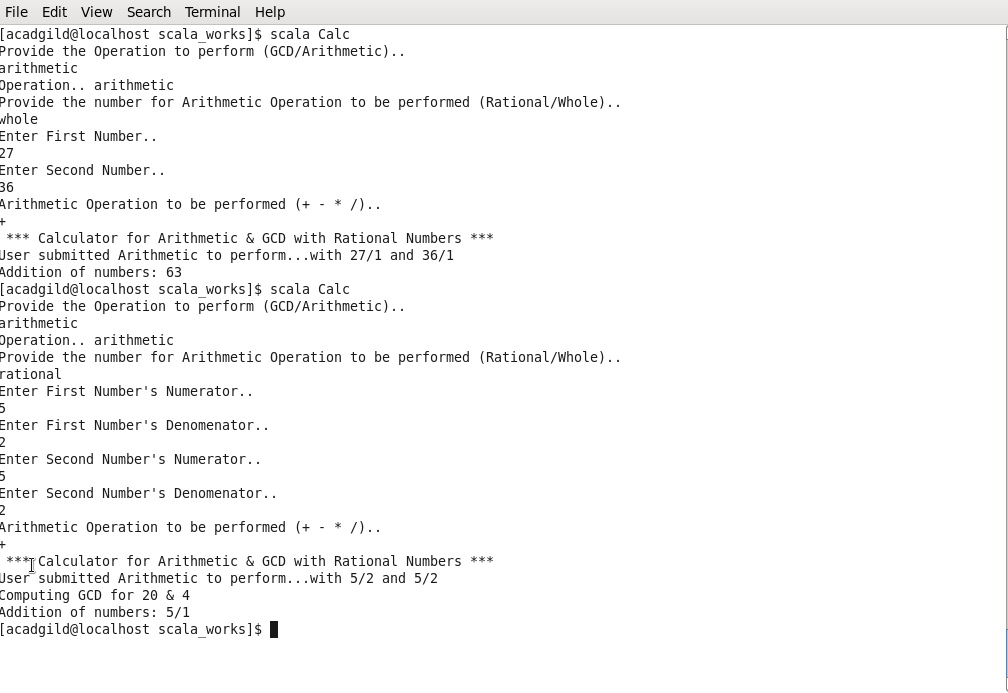 File Edit View Search Terminal Help
[acadgild@localhost scala_works]$ scala Calc
Provide the Operation to perform (GCD/Arithmetic)..
arithmetic
Operation.. arithmetic
Provide the number for Arithmetic Operation to be performed (Rational/Whole)..
whole
Enter First Number..
27
Enter Second Number..
36
Arithmetic Operation to be performed (+ - * /)..
+
 *** Calculator for Arithmetic & GCD with Rational Numbers ***
User submitted Arithmetic to perform...with 27/1 and 36/1
Addition of numbers: 63
[acadgild@localhost scala_works]$ scala Calc
Provide the Operation to perform (GCD/Arithmetic)..
arithmetic
Operation.. arithmetic
Provide the number for Arithmetic Operation to be performed (Rational/Whole)..
rational
Enter First Number's Numerator..
5
Enter First Number's Denomenator..
2
Enter Second Number's Numerator..
5
Enter Second Number's Denomenator..
2
Arithmetic Operation to be performed (+ - * /)..
+
 *** Calculator for Arithmetic & GCD with Rational Numbers ***
User submitted Arithmetic to perform...with 5/2 and 5/2
Computing GCD for 20 & 4
Addition of numbers: 5/1
[acadgild@localhost scala_works]$